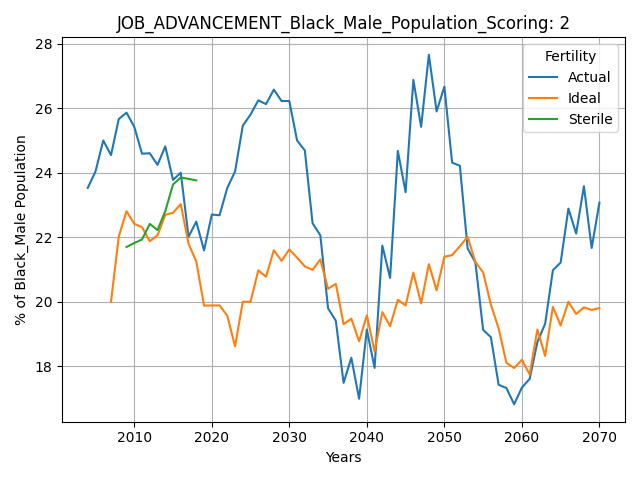 JOB_ADVANCEMENT_Black_Male_Population_Scoring: 2
28
26
24
22
20
18
% of Black_Male Population
Fertility
Actual
Ideal
Sterile
2010 2020 2030 2040 2050 2060 2070
Years